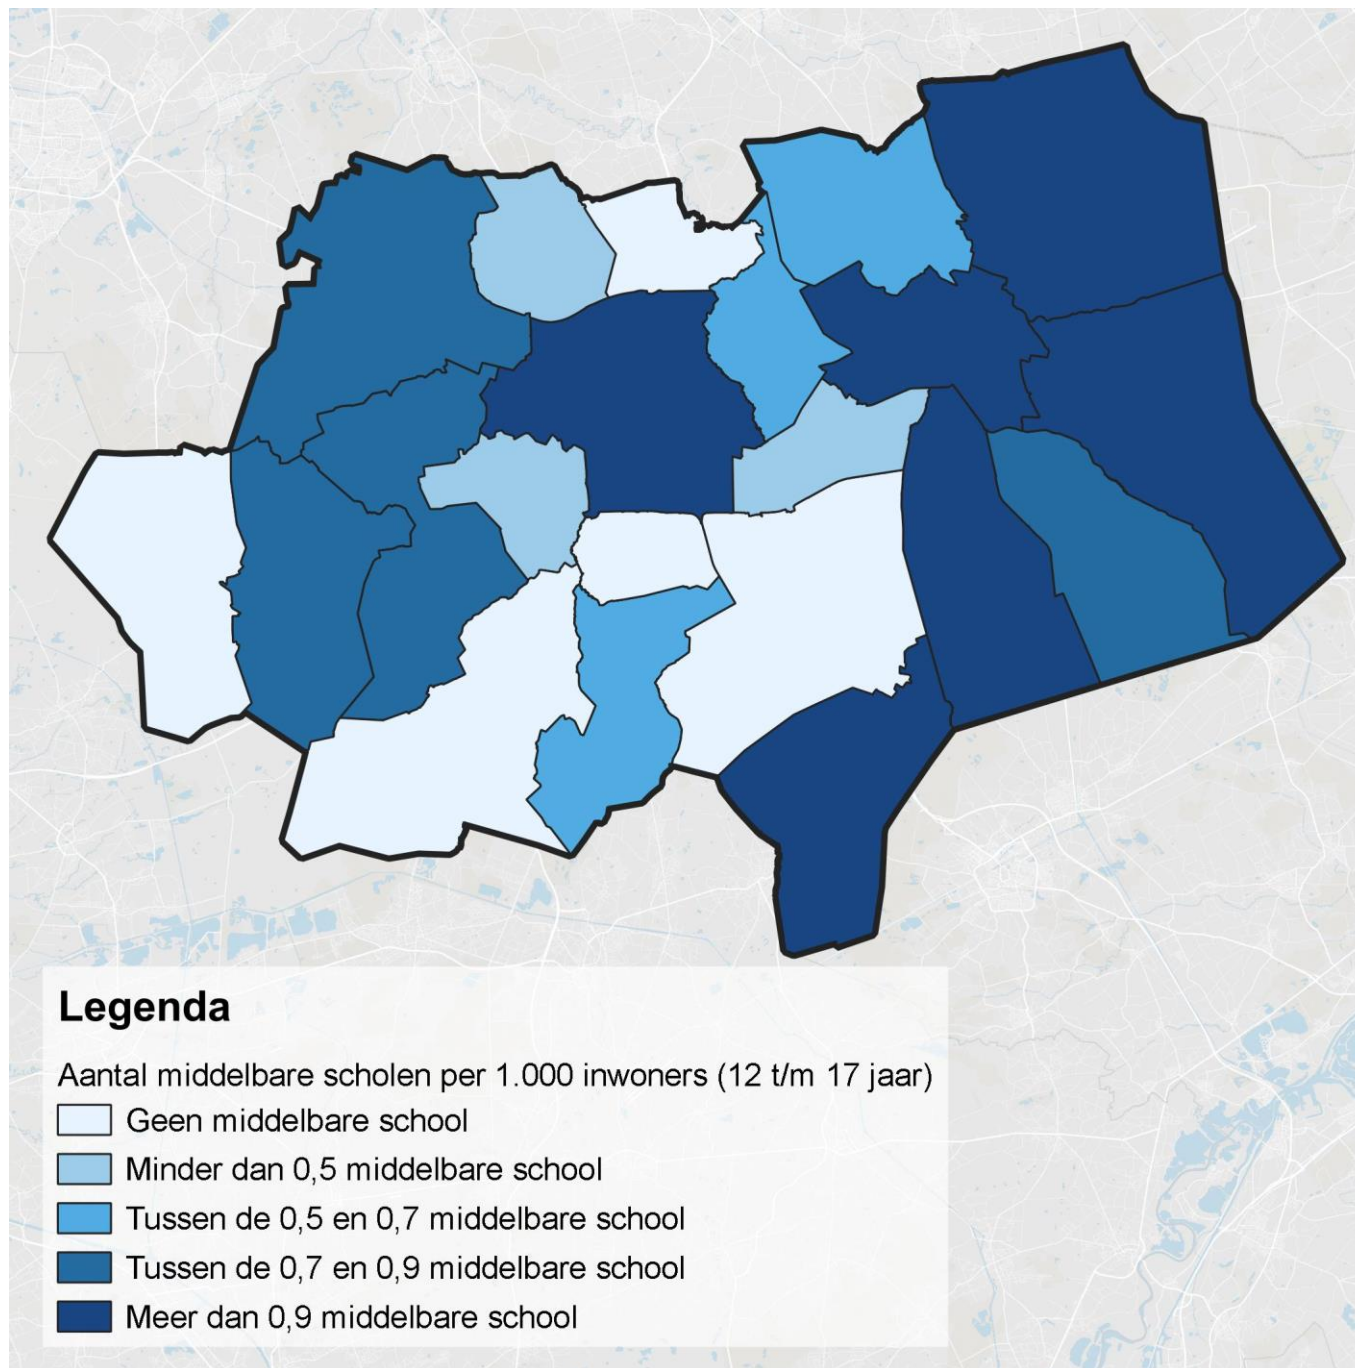 Legenda
Aantal middelbare scholen per 1.000 inwoners (12 t/m 17 jaar)
Geen middelbare school
Minder dan 0,5 middelbare school
Tussen de 0,5 en 0,7 middelbare school
Tussen de 0,7 en 0,9 middelbare school
Meer dan 0,9 middelbare school